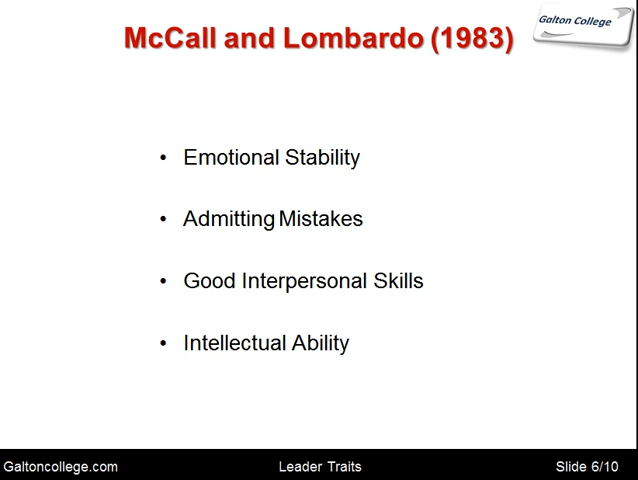 McCall and Lombardo (1983)
Galton College
• Emotional Stability
• Admitting Mistakes
• Good Interpersonal Skills
• Intellectual Ability
Galtoncollege.com Leader Traits Slide 6/10